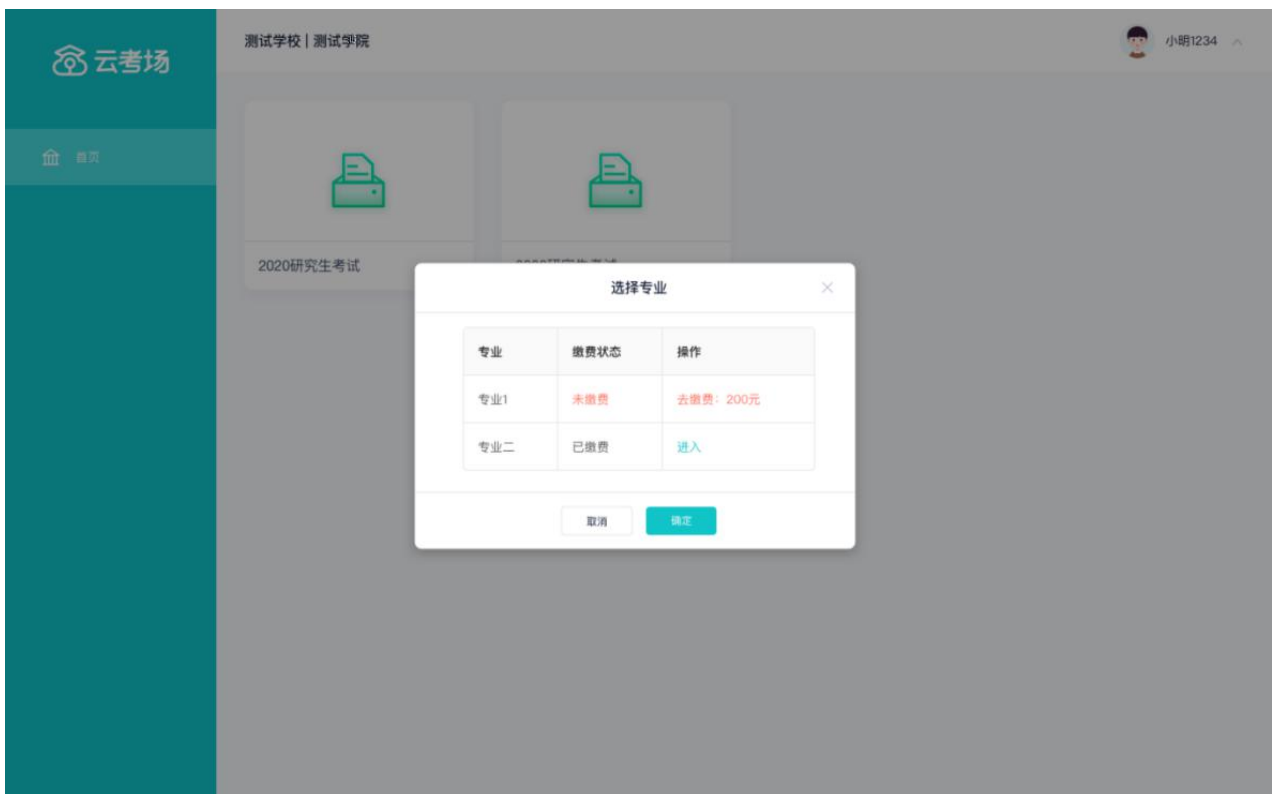 云考场
测试学校 | 测试学院
小明1234
首页
2020研究生考试
选择专业
专业 缴费状态 操作
专业1 未缴费 去缴费：200元
专业二 已缴费 进入
取消 确定